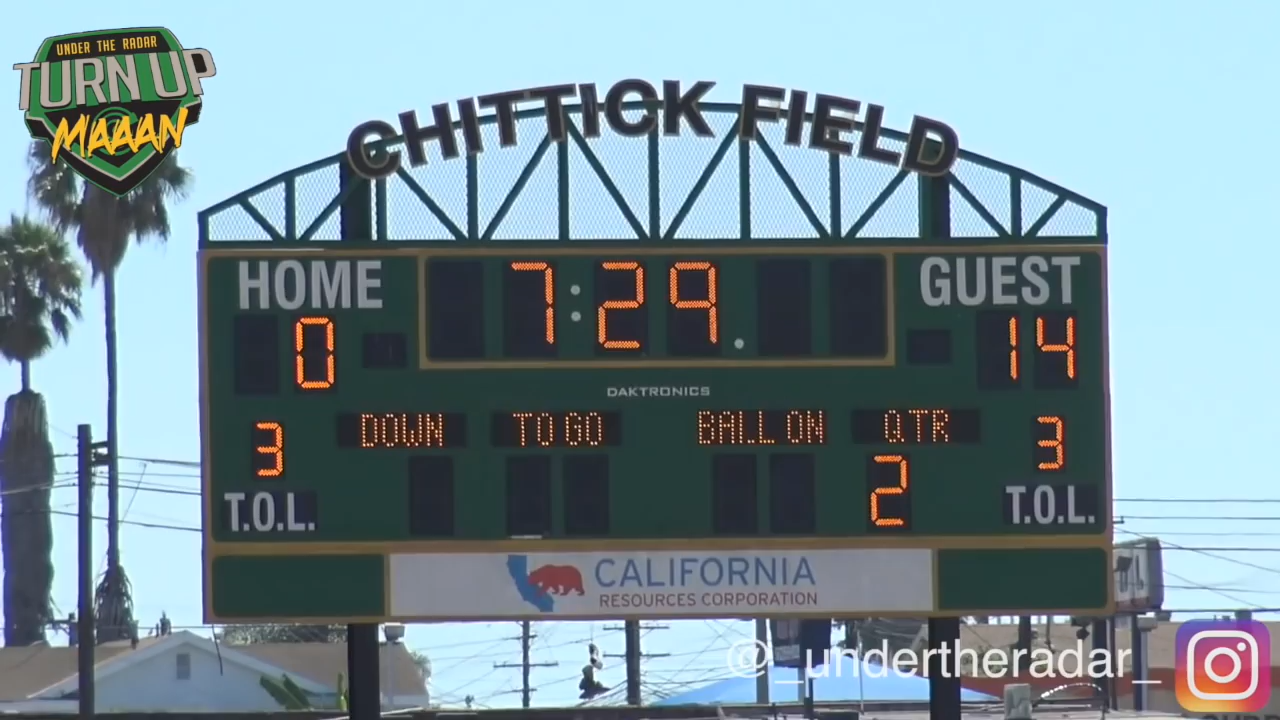 UNDER THE RADAR
TURN UP
MAAAN
CHITTICK FIELD
HOME
7:29.
GUEST
0
14
DAKTRONICS
DOWN TO GO BALL ON QTR
3
3
2
T.O.L.
T.O.L.
CALIFORNIA
RESOURCES CORPORATION
@_undertheradar_